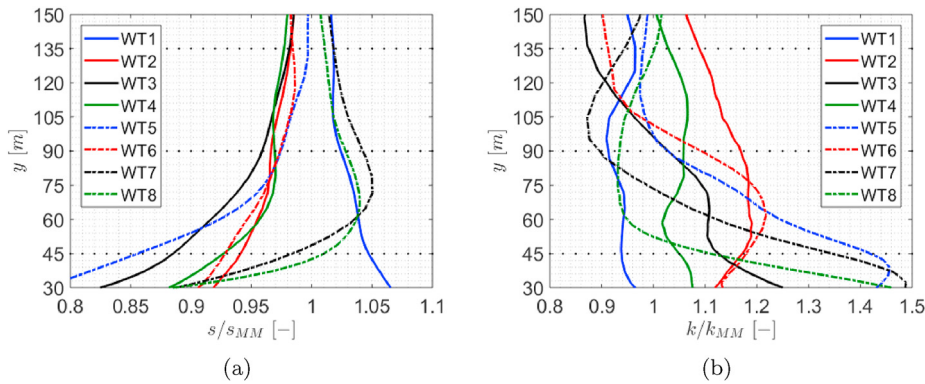 150
135
120
105
90
75
60
45
30
y [m]
WT1
WT2
WT3
WT4
WT5
WT6
WT7
WT8
0.8 0.85 0.9 0.95 1 1.05 1.1
s/s_MM [−]
(a)
150
135
120
105
90
75
60
45
30
y [m]
WT1
WT2
WT3
WT4
WT5
WT6
WT7
WT8
0.8 0.9 1 1.1 1.2 1.3 1.4 1.5
k/k_MM [−]
(b)